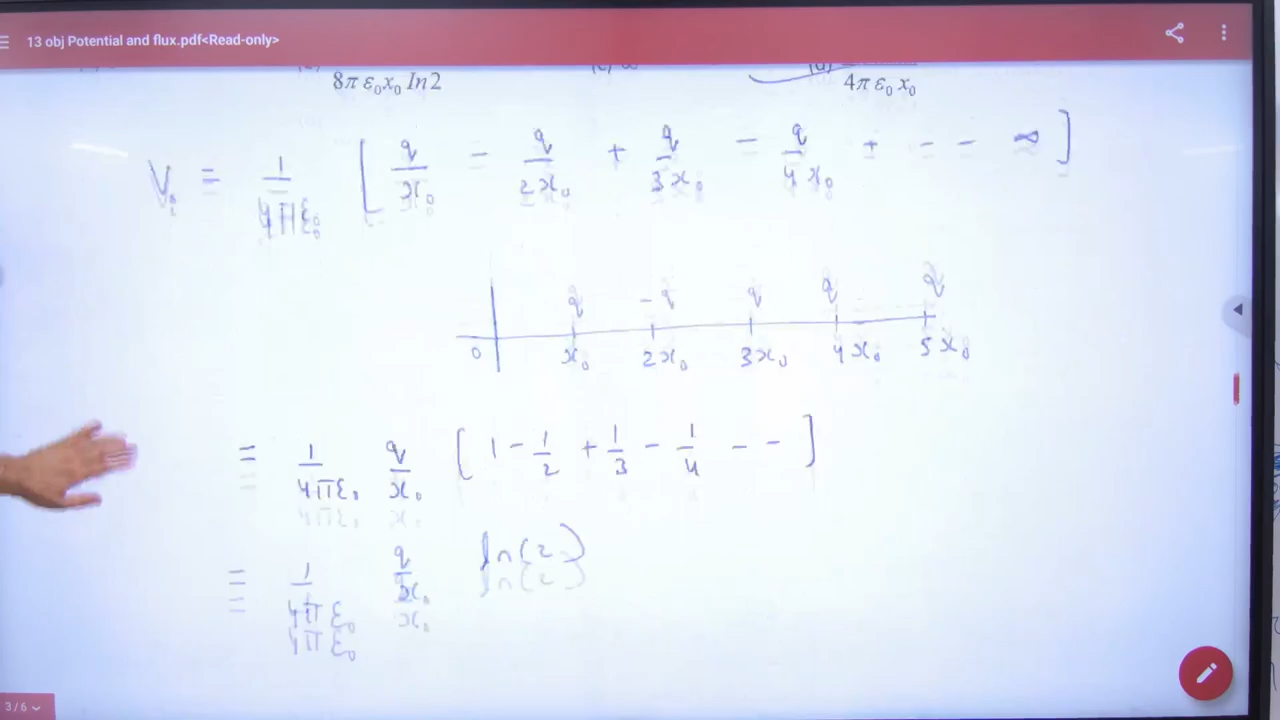 13 obj Potential and flux.pdf<Read-only>
8π ε₀x₀ In2
4π ε₀ x₀
V₀ = 1/4πε₀ [ q/x₀ - q/2x₀ + q/3x₀ - q/4x₀ + - - ∞ ]
q -q q q q
0 x₀ 2x₀ 3x₀ 4x₀ 5x₀
= 1/4πε₀ q/x₀ [ 1 - 1/2 + 1/3 - 1/4 - - ]
= 1/4πε₀ q/x₀ ln(2)
3/6